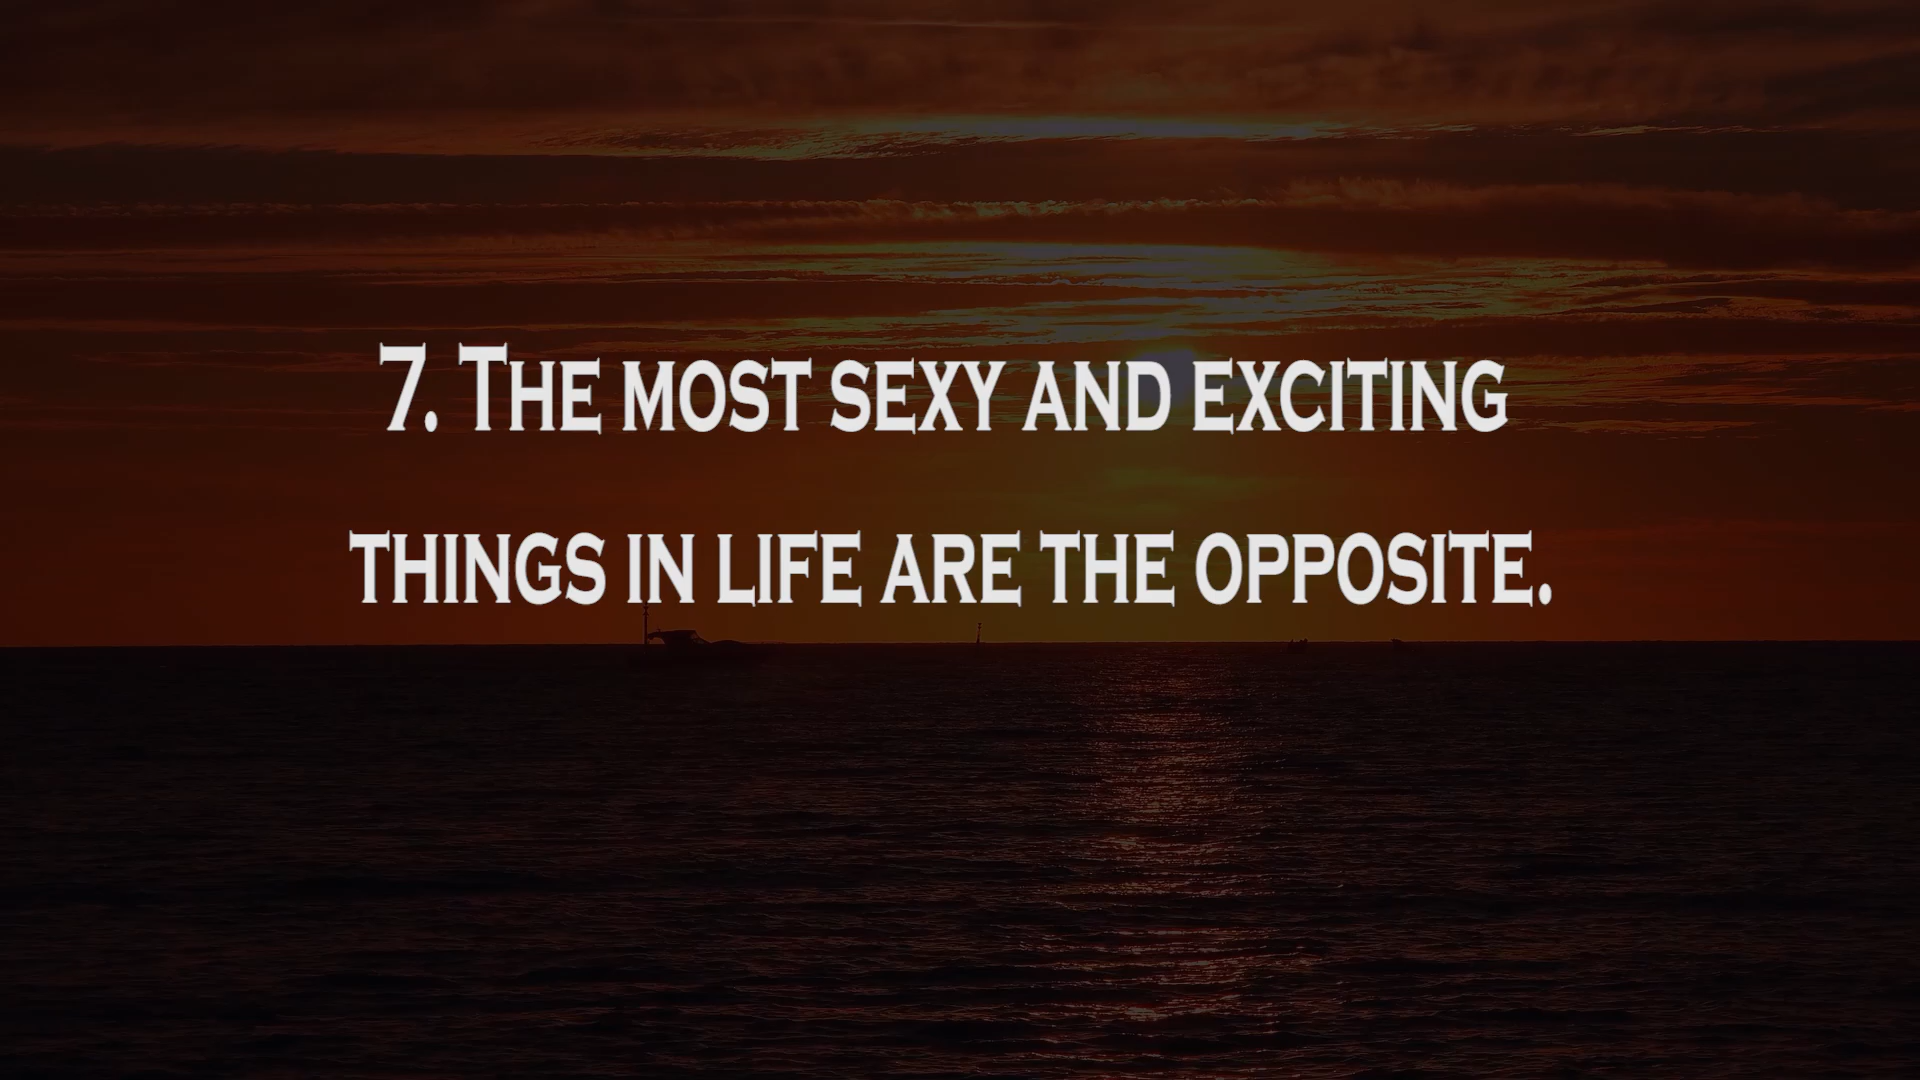 7. The most sexy and exciting
things in life are the opposite.